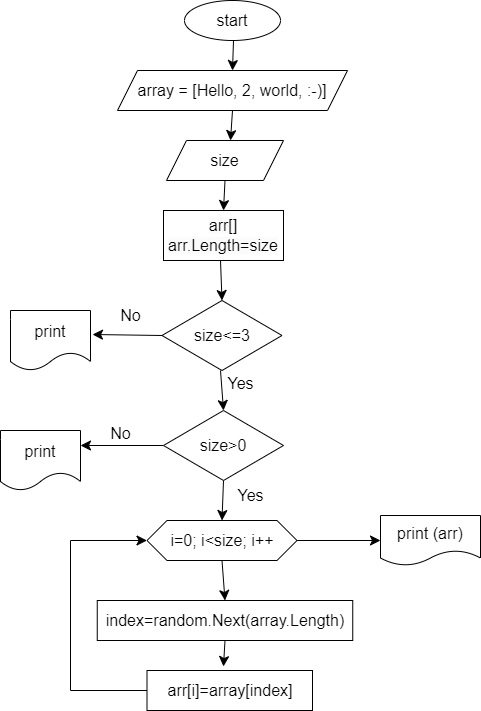 start
array = [Hello, 2, world, :-)]
size
arr[]
arr.Length=size
No
print
size<=3
Yes
No
print
size>0
Yes
i=0; i<size; i++
print (arr)
index=random.Next(array.Length)
arr[i]=array[index]